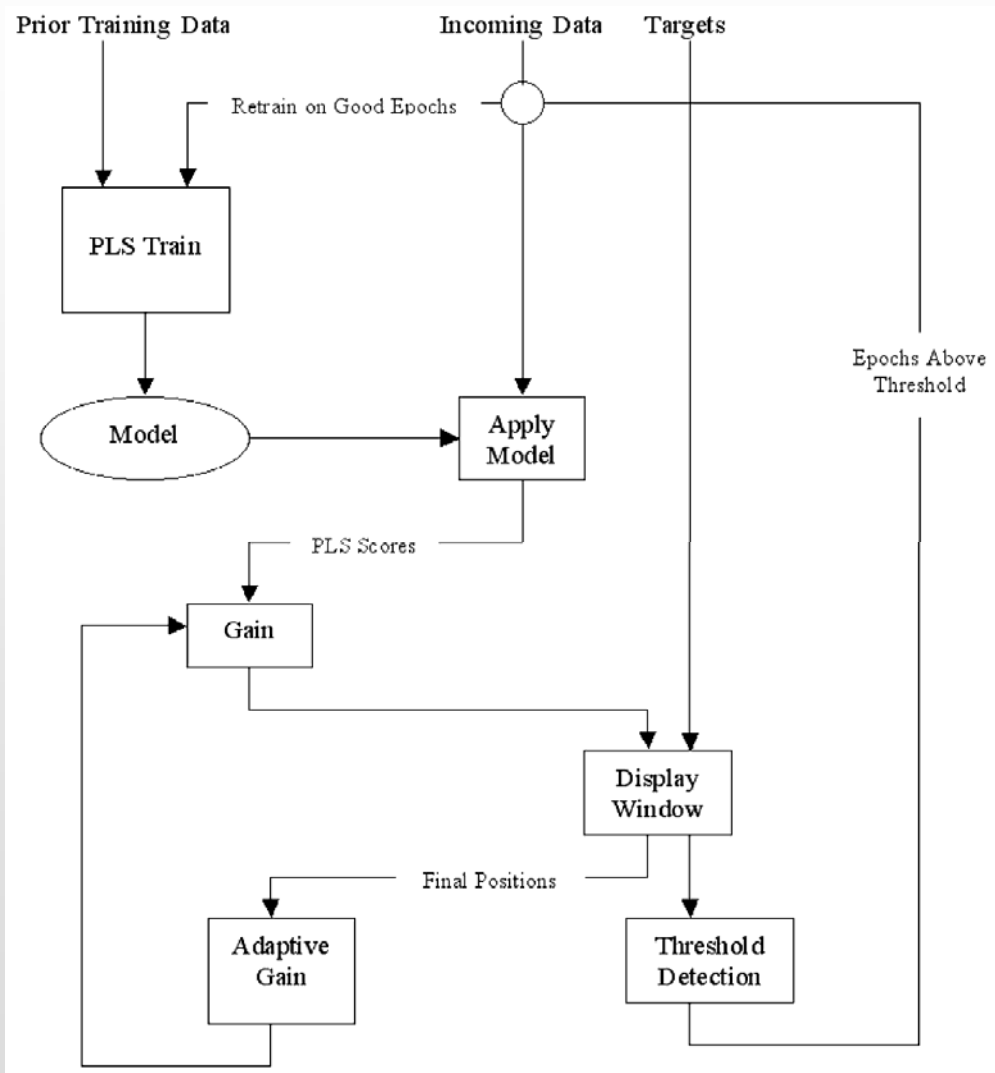 Prior Training Data
Incoming Data
Targets
Retrain on Good Epochs
PLS Train
Epochs Above
Threshold
Model
Apply
Model
PLS Scores
Gain
Display
Window
Final Positions
Adaptive
Gain
Threshold
Detection